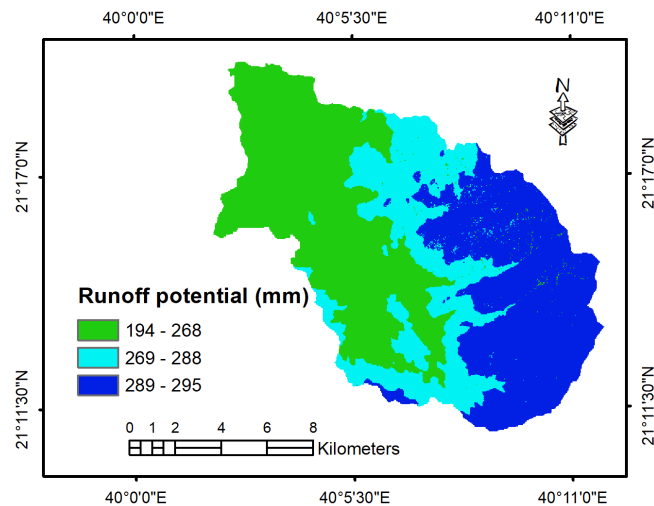 40°0'0"E 40°5'30"E 40°11'0"E
N
21°17'0"N 21°17'0"N
Runoff potential (mm)
194 - 268
269 - 288
289 - 295
21°11'30"N 21°11'30"N
0 1 2 4 6 8
Kilometers
40°0'0"E 40°5'30"E 40°11'0"E